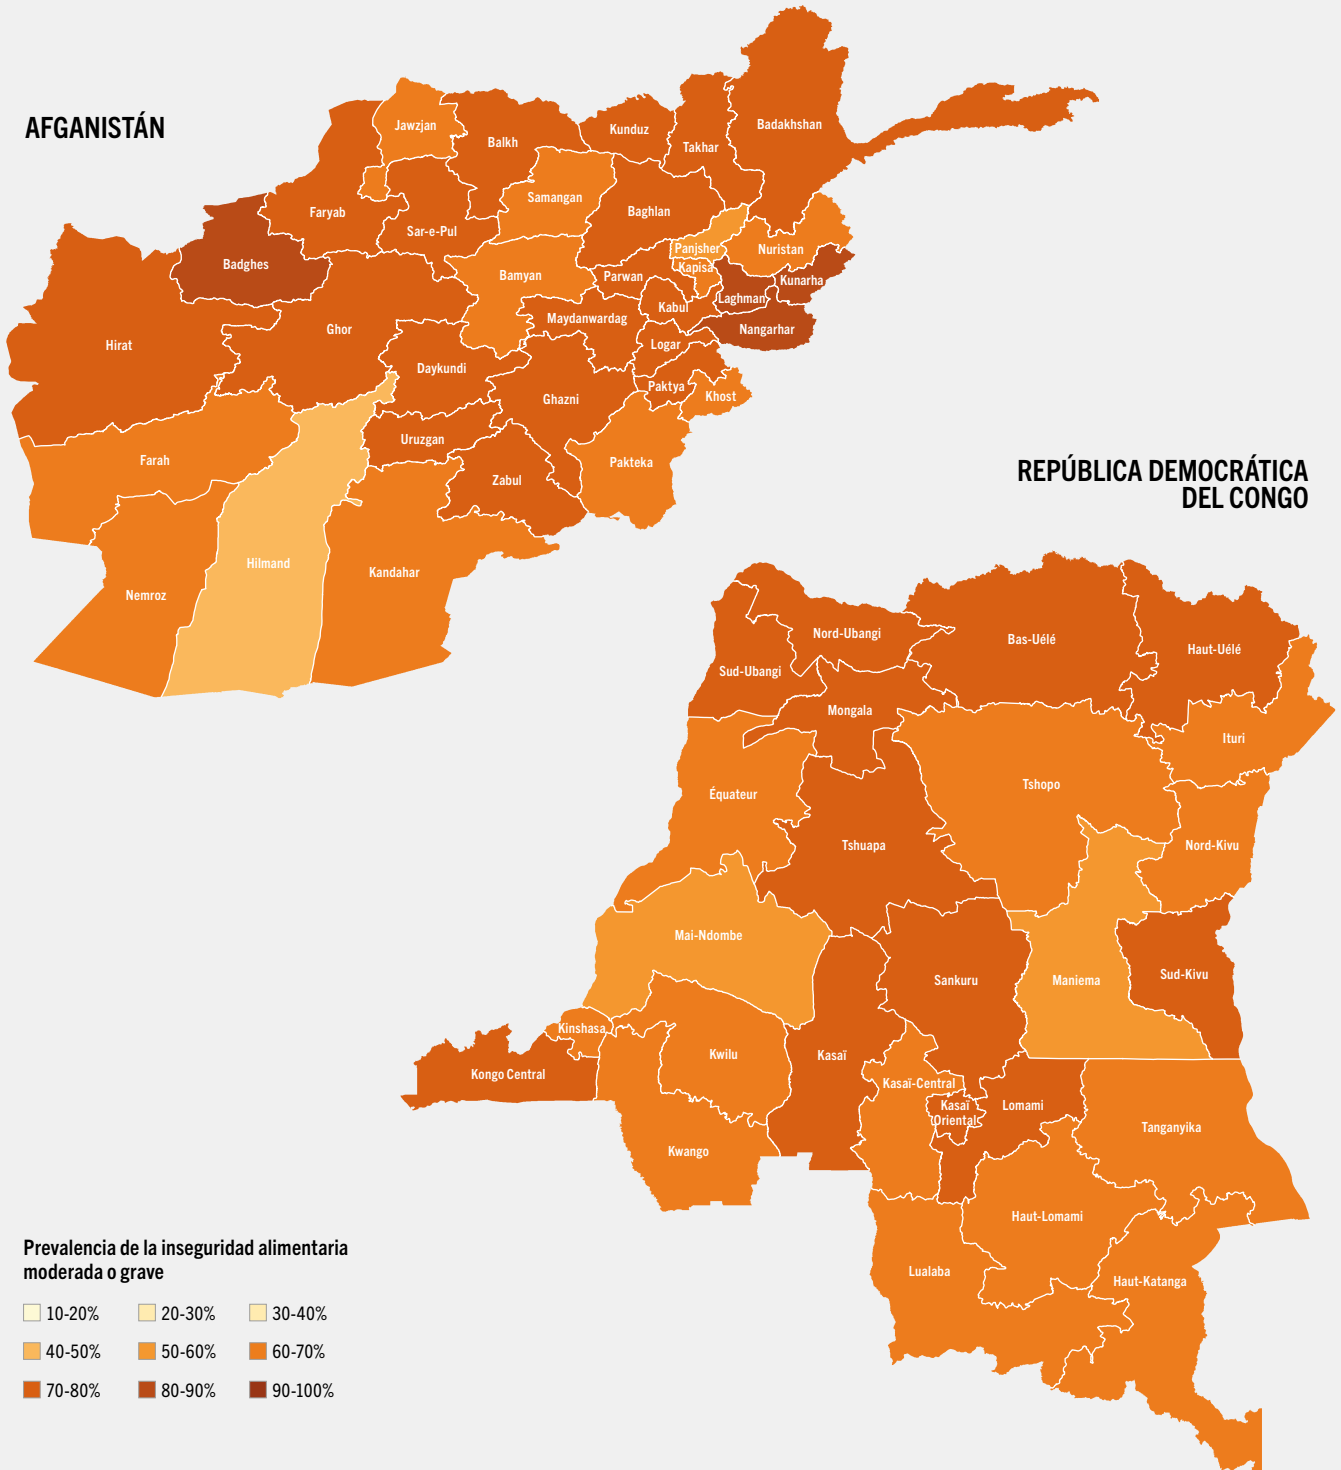 AFGANISTÁN
Jawzjan
Balkh
Kunduz
Takhar
Badakhshan
Faryab
Sar-e-Pul
Samangan
Baghlan
Panjsher
Nuristan
Badghes
Bamyan
Parwan
Kapisa
Kunarha
Laghman
Kabul
Maydanwardag
Nangarhar
Hirat
Ghor
Logar
Daykundi
Paktya
Khost
Ghazni
Uruzgan
Farah
Zabul
Pakteka
Hilmand
Kandahar
Nemroz
REPÚBLICA DEMOCRÁTICA
DEL CONGO
Nord-Ubangi
Bas-Uélé
Haut-Uélé
Sud-Ubangi
Mongala
Ituri
Équateur
Tshopo
Tshuapa
Nord-Kivu
Mai-Ndombe
Sankuru
Maniema
Sud-Kivu
Kinshasa
Kwilu
Kasaï
Kongo Central
Kasaï-Central
Kasaï
Oriental
Lomami
Tanganyika
Kwango
Haut-Lomami
Lualaba
Haut-Katanga
Prevalencia de la inseguridad alimentaria
moderada o grave
10-20% 20-30% 30-40%
40-50% 50-60% 60-70%
70-80% 80-90% 90-100%